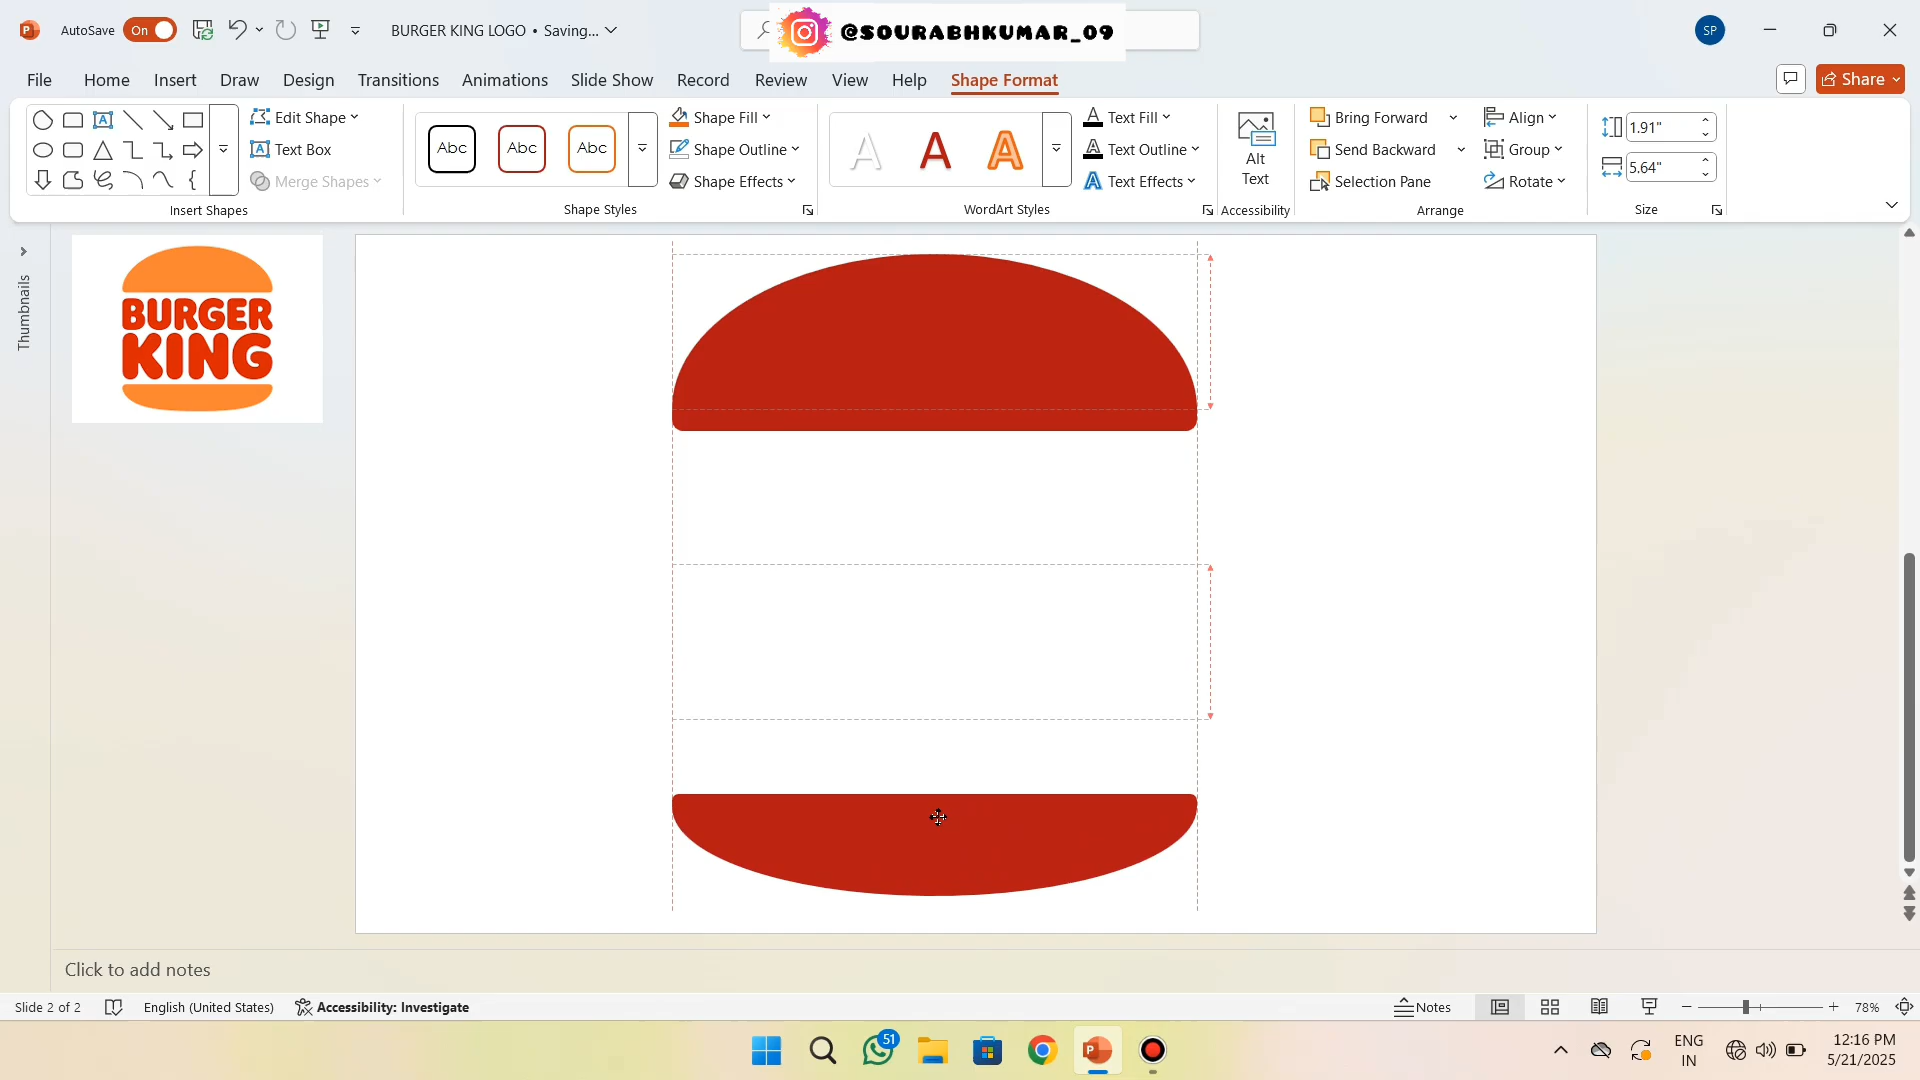 AutoSave On BURGER KING LOGO • Saving... @SOURABHKUMAR_09 SP
File Home Insert Draw Design Transitions Animations Slide Show Record Review View Help Shape Format Share
Edit Shape
Text Box
Merge Shapes
Insert Shapes
Abc Abc Abc
Shape Fill
Shape Outline
Shape Effects
Shape Styles
A A A
Text Fill
Text Outline
Text Effects
WordArt Styles
Alt
Text
Accessibility
Bring Forward
Send Backward
Selection Pane
Align
Group
Rotate
Arrange
1.91"
5.64"
Size
Thumbnails
BURGER
KING
Click to add notes
Slide 2 of 2 English (United States) Accessibility: Investigate Notes 78%
51
ENG
IN
12:16 PM
5/21/2025